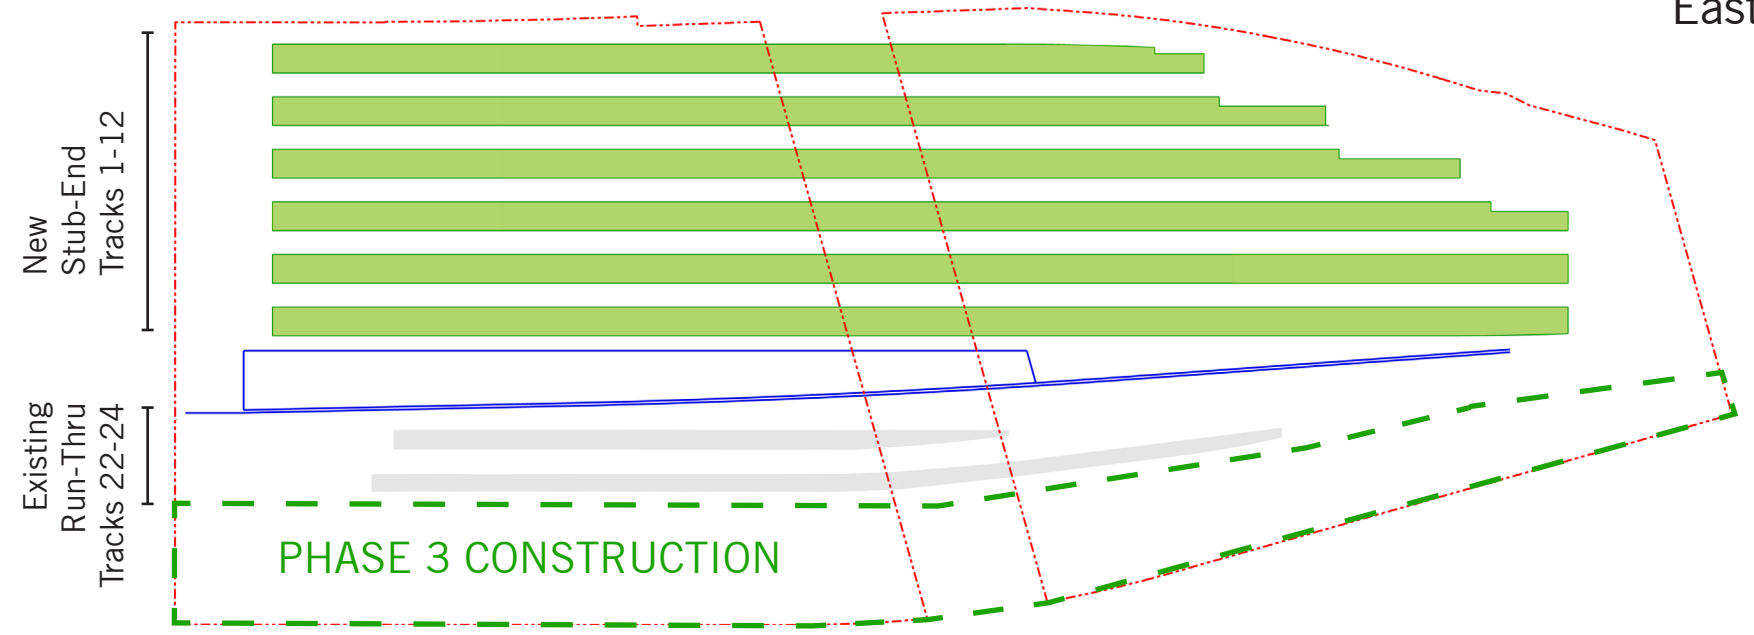 East
New
Stub-End
Tracks 1-12
Existing
Run-Thru
Tracks 22-24
PHASE 3 CONSTRUCTION